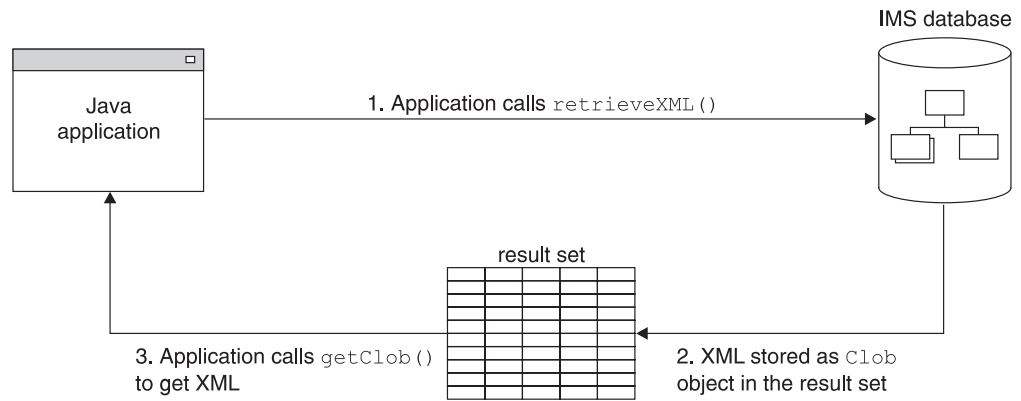 IMS database
Java
application
1. Application calls retrieveXML()
result set
3. Application calls getClob()
to get XML
2. XML stored as Clob
object in the result set